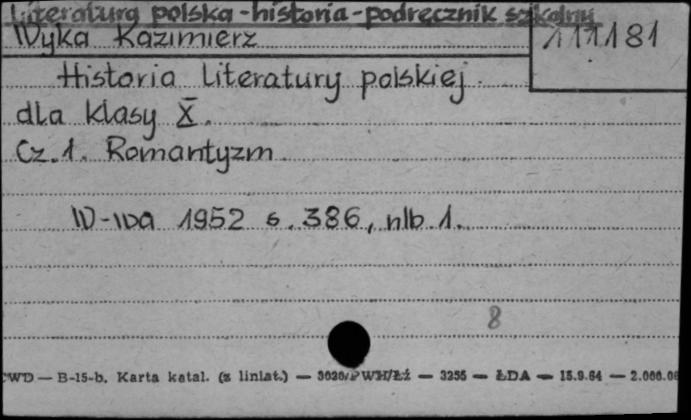 Literatura polska - historia - podręcznik szkolny
Wyka Kazimierz
111181
Historia literatury polskiej
dla klasy X.
Cz. 1. Romantyzm
W-wa 1952 s. 386, nlb. 1.
8
CWD — B-15-b. Karta katal. (z liniat.) — 3020/PWH/Łź — 3255 — ŁDA — 15.9.64 — 2.000.00